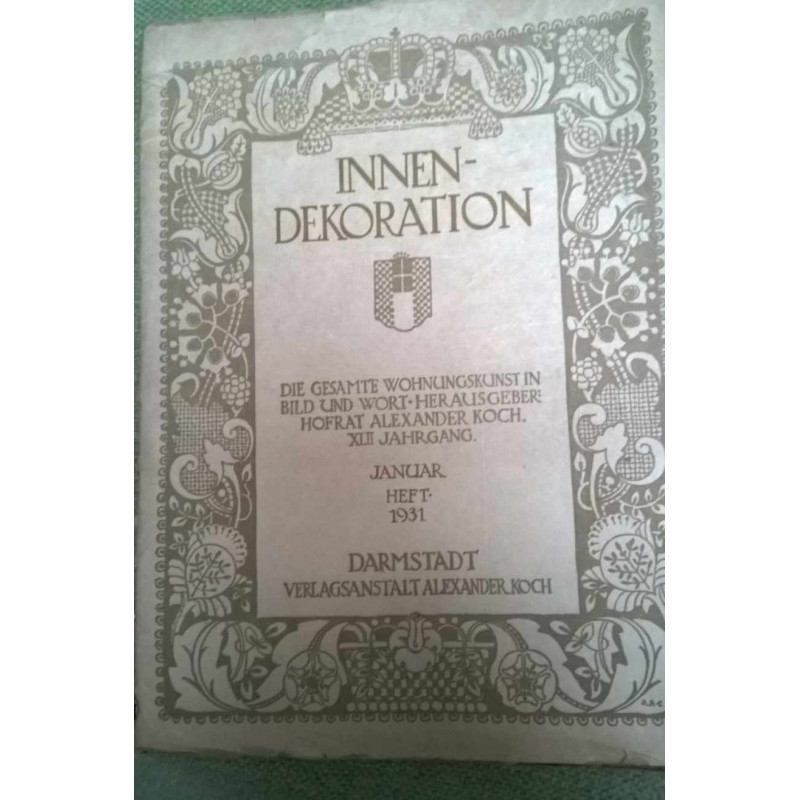 INNEN-
DEKORATION
DIE GESAMTE WOHNUNGSKUNST IN
BILD UND WORT · HERAUSGEBER:
HOFRAT ALEXANDER KOCH.
XLII JAHRGANG.
JANUAR
HEFT·
1931
DARMSTADT
VERLAGSANSTALT ALEXANDER KOCH